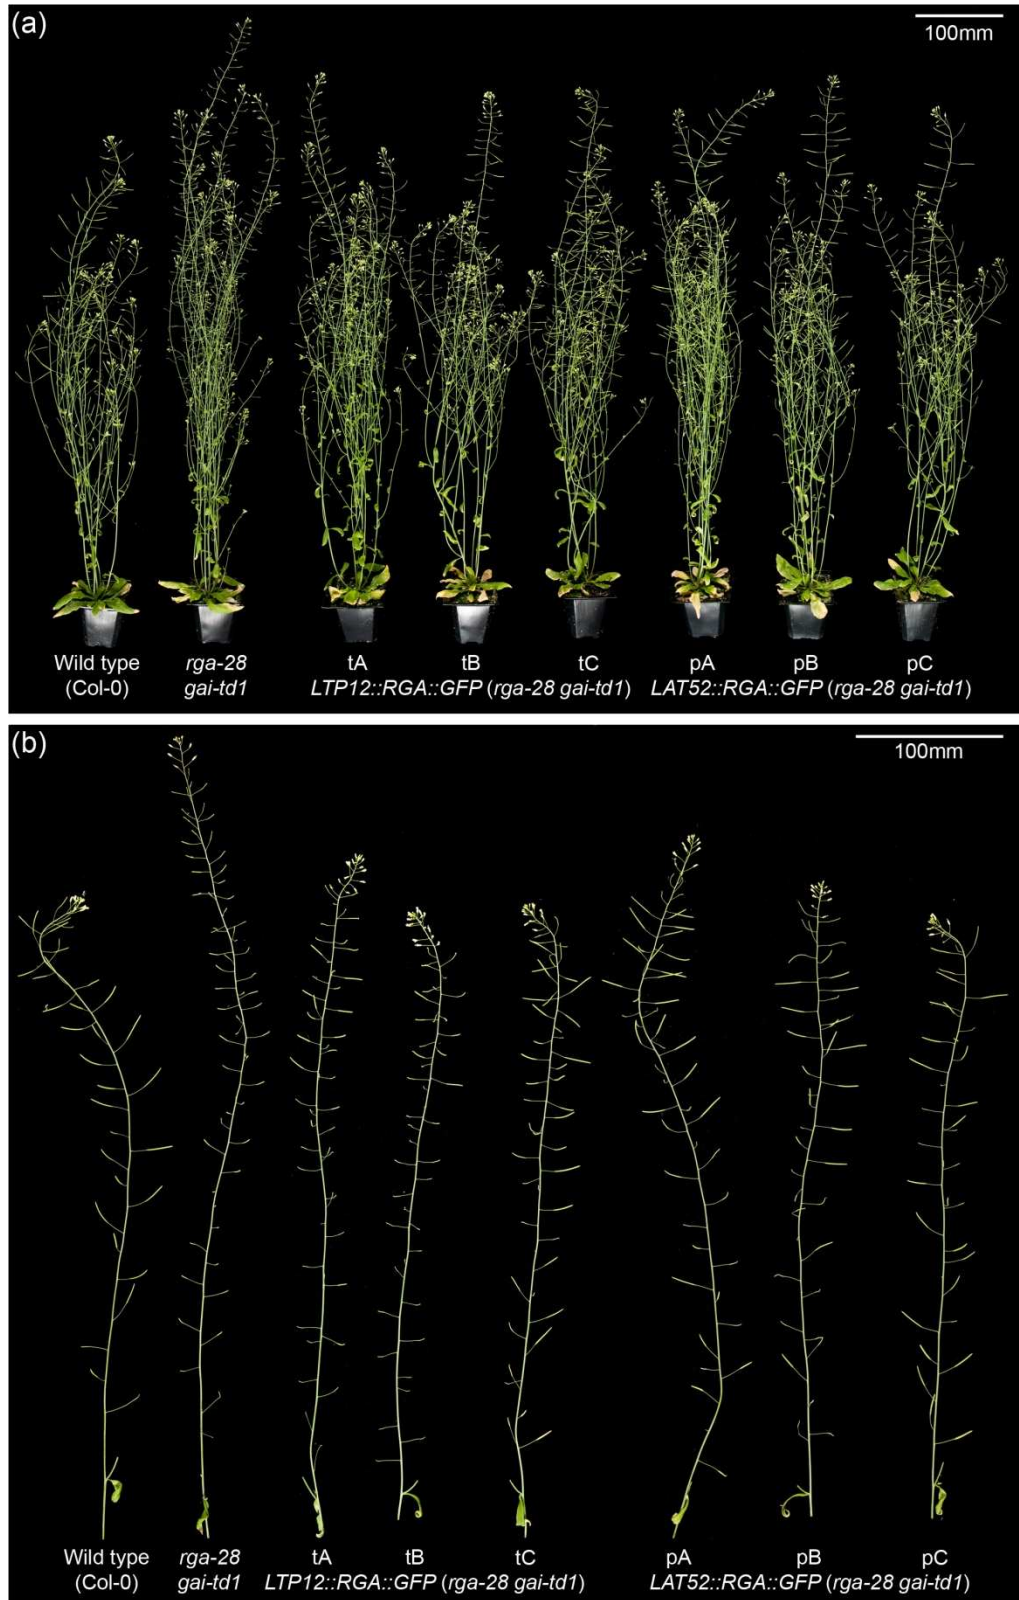 (a)
100mm
Wild type
(Col-0)
rga-28
gai-td1
tA tB tC
LTP12::RGA::GFP (rga-28 gai-td1)
pA pB pC
LAT52::RGA::GFP (rga-28 gai-td1)
(b)
100mm
Wild type
(Col-0)
rga-28
gai-td1
tA tB tC
LTP12::RGA::GFP (rga-28 gai-td1)
pA pB pC
LAT52::RGA::GFP (rga-28 gai-td1)